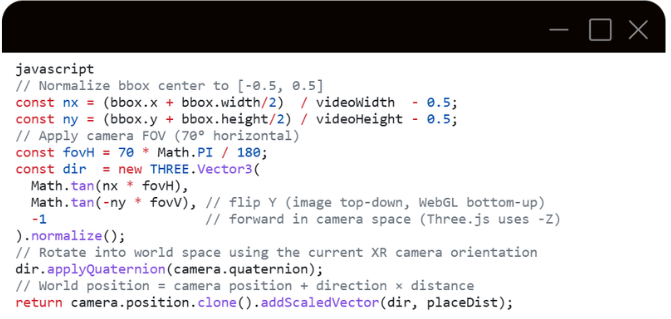 javascript
// Normalize bbox center to [-0.5, 0.5]
const nx = (bbox.x + bbox.width/2)  / videoWidth  - 0.5;
const ny = (bbox.y + bbox.height/2) / videoHeight - 0.5;
// Apply camera FOV (70° horizontal)
const fovH = 70 * Math.PI / 180;
const dir  = new THREE.Vector3(
  Math.tan(nx * fovH),
  Math.tan(-ny * fovV), // flip Y (image top-down, WebGL bottom-up)
  -1                    // forward in camera space (Three.js uses -Z)
).normalize();
// Rotate into world space using the current XR camera orientation
dir.applyQuaternion(camera.quaternion);
// World position = camera position + direction × distance
return camera.position.clone().addScaledVector(dir, placeDist);